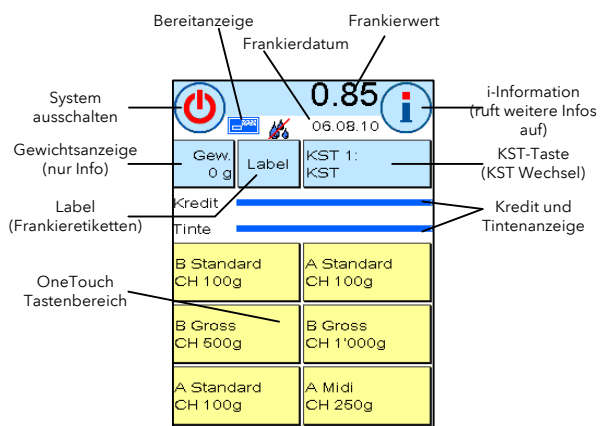 Bereitanzeige
Frankierwert
Frankierdatum
System
ausschalten
0.85
i
i-Information
(ruft weitere Infos
auf)
06.08.10
Gewichtsanzeige
(nur Info)
Gew.
0 g
Label
KST 1:
KST
KST-Taste
(KST Wechsel)
Label
(Frankieretiketten)
Kredit
Tinte
Kredit und
Tintenanzeige
OneTouch
Tastenbereich
B Standard
CH 100g
A Standard
CH 100g
B Gross
CH 500g
B Gross
CH 1'000g
A Standard
CH 100g
A Midi
CH 250g